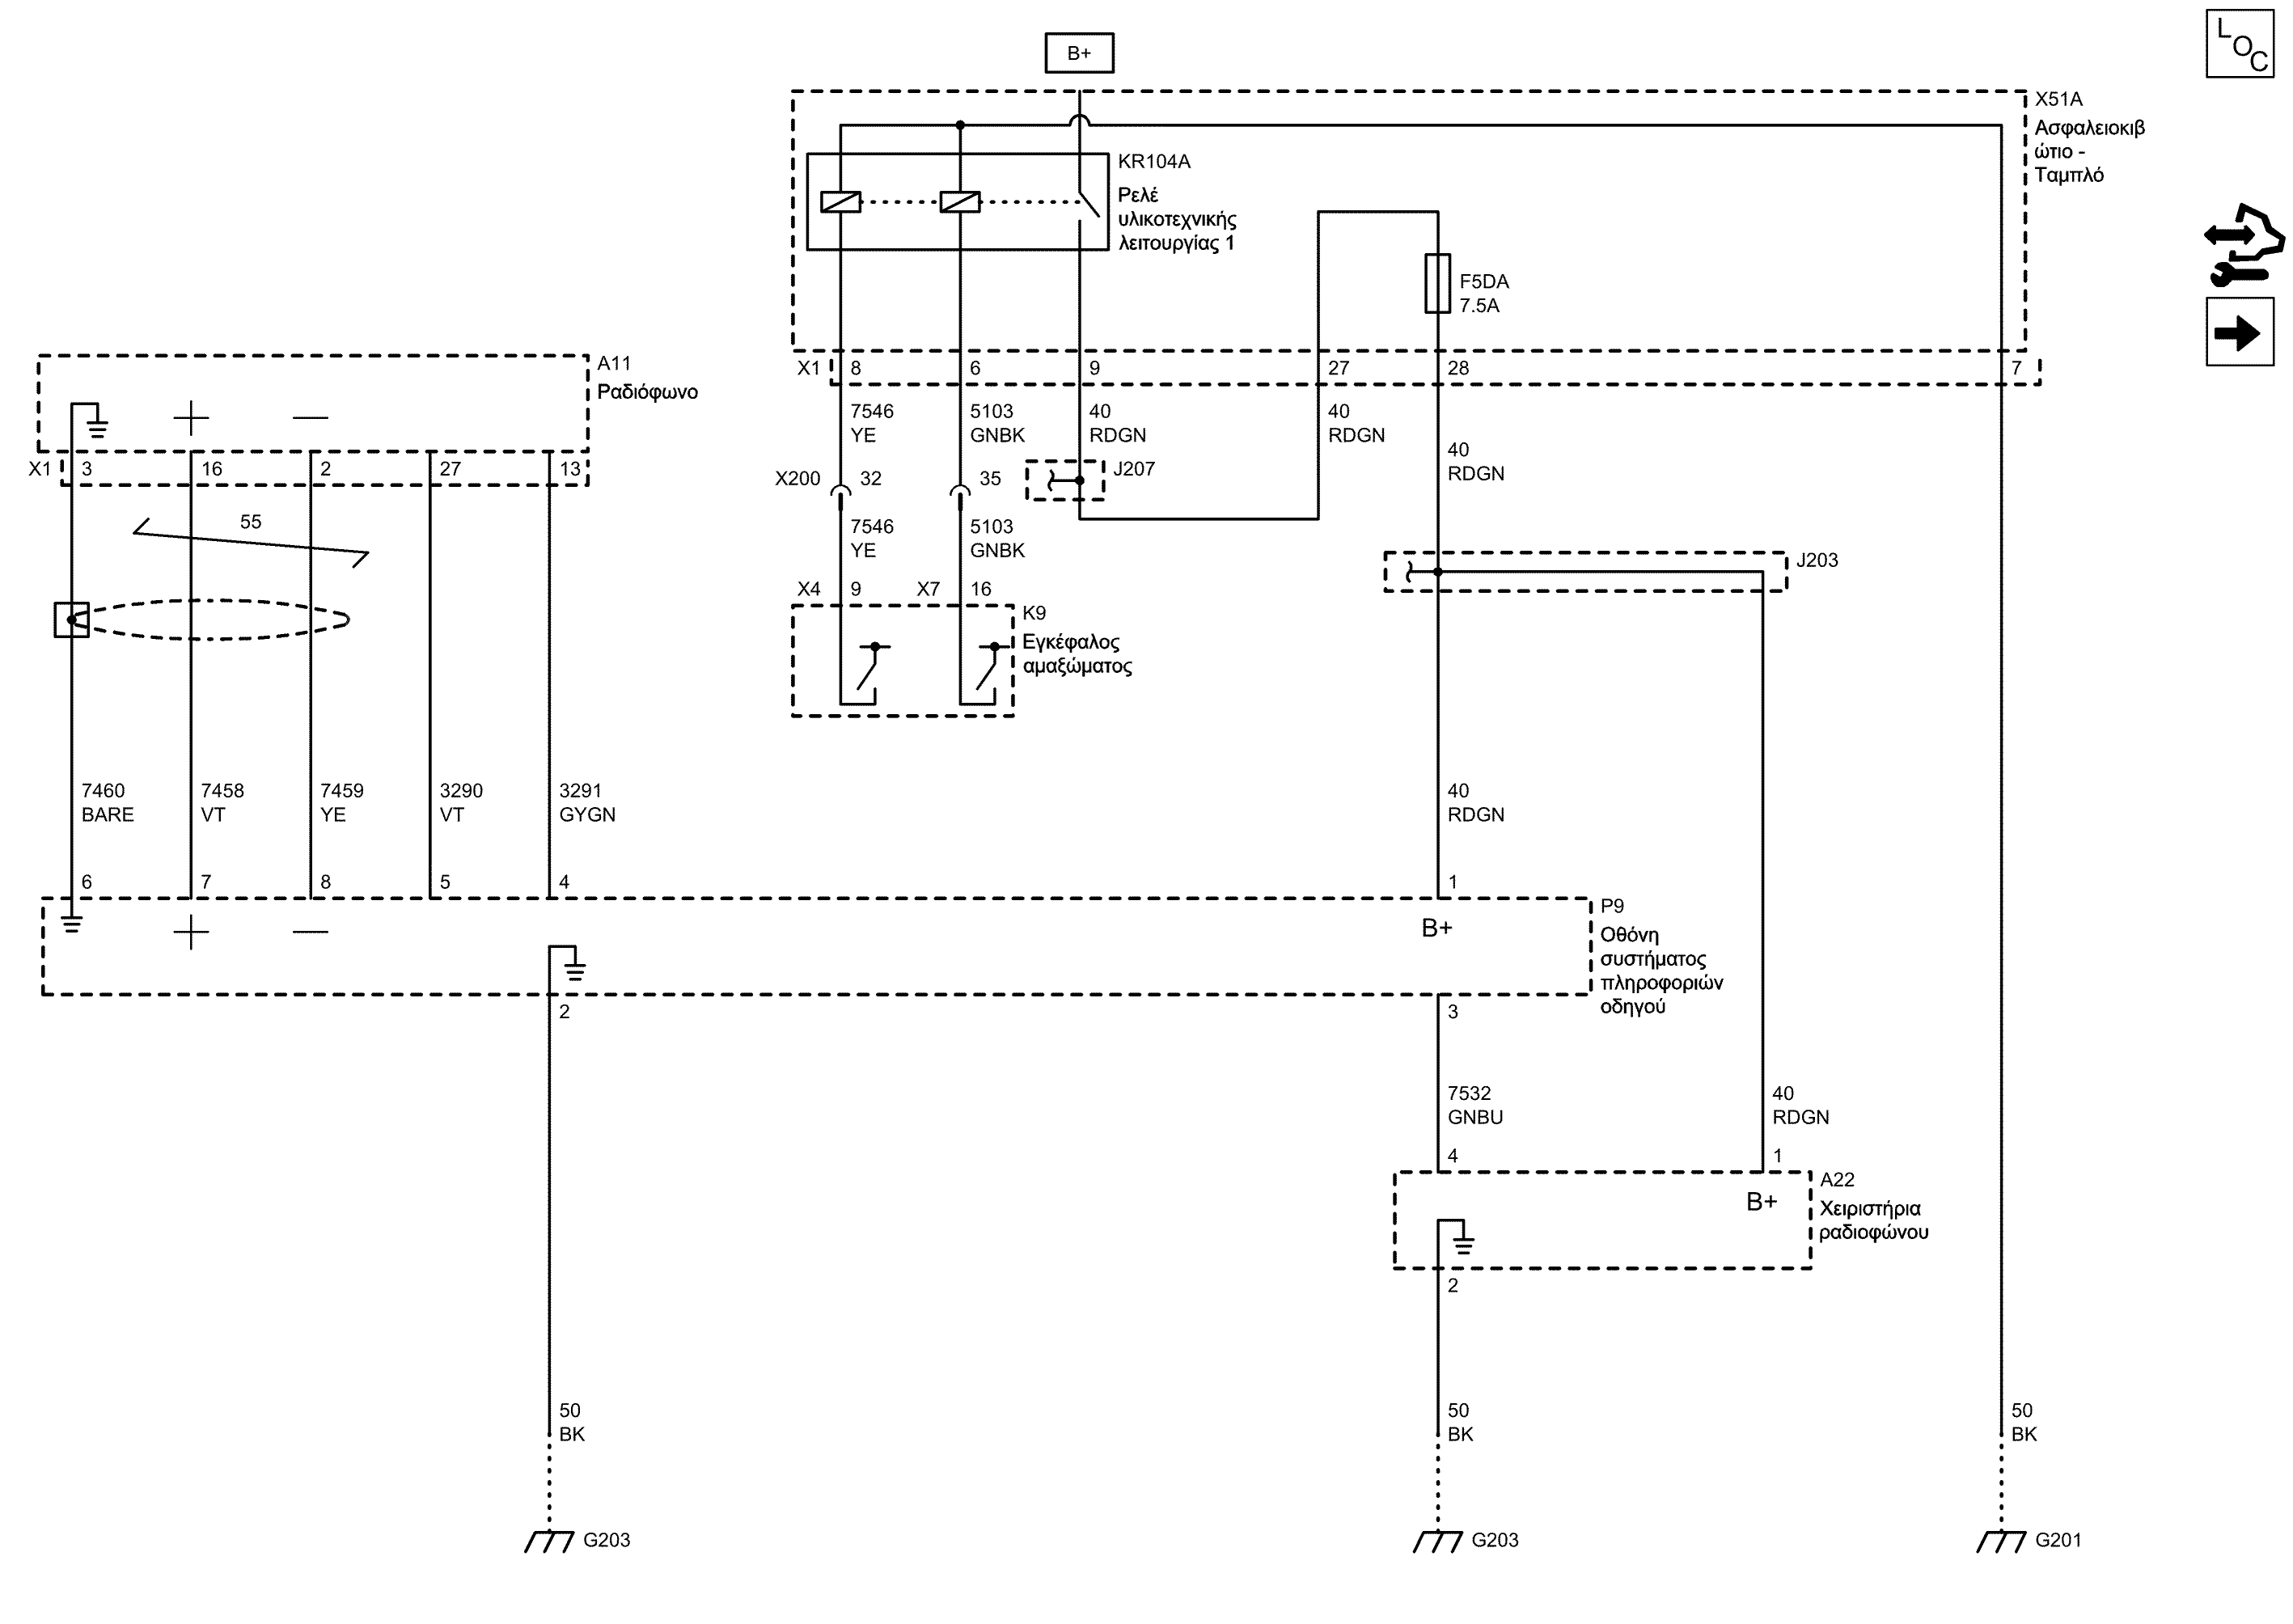 LOC
B+
X51A
Ασφαλειοκιβ
ώτιο -
Ταμπλό
KR104A
Ρελέ
υλικοτεχνικής
λειτουργίας 1
F5DA
7.5A
A11
Ραδιόφωνο
X1 8 6 9 27 28 7
7546 5103 40 40
YE GNBK RDGN RDGN
40
RDGN
X1 3 16 2 27 13
J207
X200 32 35
55
7546 5103
YE GNBK
J203
X4 9 X7 16
K9
Εγκέφαλος
αμαξώματος
7460 7458 7459 3290 3291 40
BARE VT YE VT GYGN RDGN
6 7 8 5 4 1
B+
P9
Οθόνη
συστήματος
πληροφοριών
οδηγού
2 3
7532 40
GNBU RDGN
4 1
B+
A22
Χειριστήρια
ραδιοφώνου
2
50 50 50
BK BK BK
G203 G203 G201